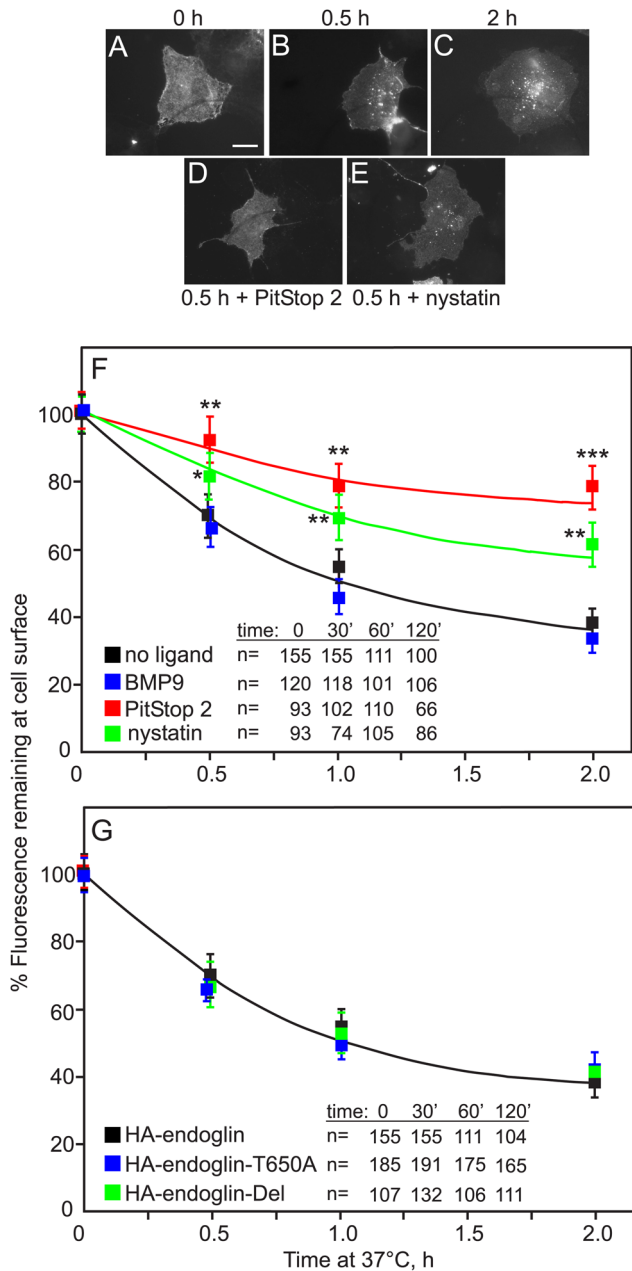 0 h 0.5 h 2 h
A B C
D E
0.5 h + PitStop 2 0.5 h + nystatin
% Fluorescence remaining at cell surface
F
100
80
60
40
20
0
**
*
**
**
***
**
time: 0 30' 60' 120'
no ligand n= 155 155 111 100
BMP9 n= 120 118 101 106
PitStop 2 n= 93 102 110 66
nystatin n= 93 74 105 86
0 0.5 1.0 1.5 2.0
G
100
80
60
40
20
0
time: 0 30' 60' 120'
HA-endoglin n= 155 155 111 104
HA-endoglin-T650A n= 185 191 175 165
HA-endoglin-Del n= 107 132 106 111
0 0.5 1.0 1.5 2.0
Time at 37°C, h